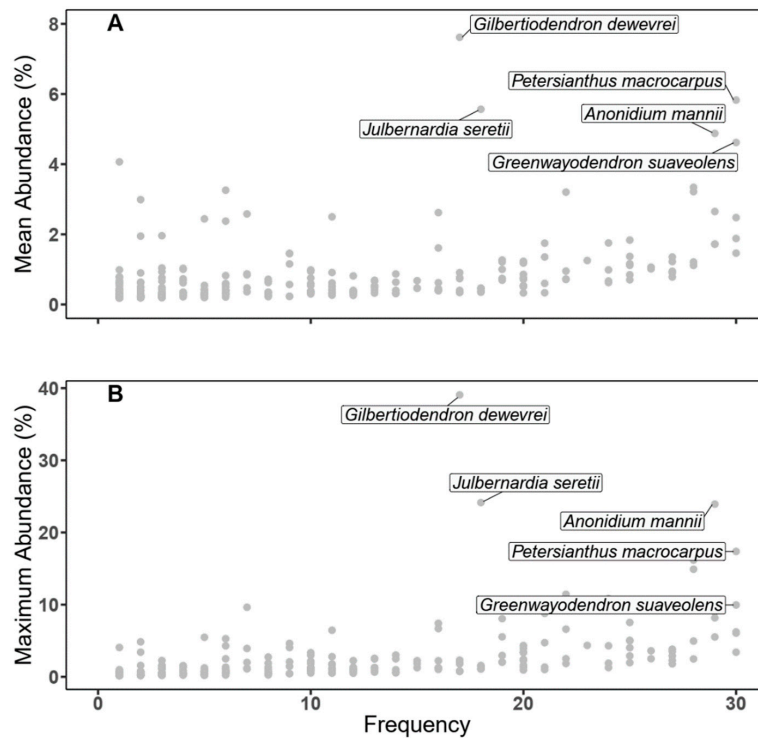 A
Gilbertiodendron dewevrei
Petersianthus macrocarpus
Anonidium mannii
Julbernardia seretii
Greenwayodendron suaveolens
Mean Abundance (%)
8
6
4
2
0
B
Gilbertiodendron dewevrei
Julbernardia seretii
Anonidium mannii
Petersianthus macrocarpus
Greenwayodendron suaveolens
Maximum Abundance (%)
40
30
20
10
0
0 10 20 30
Frequency